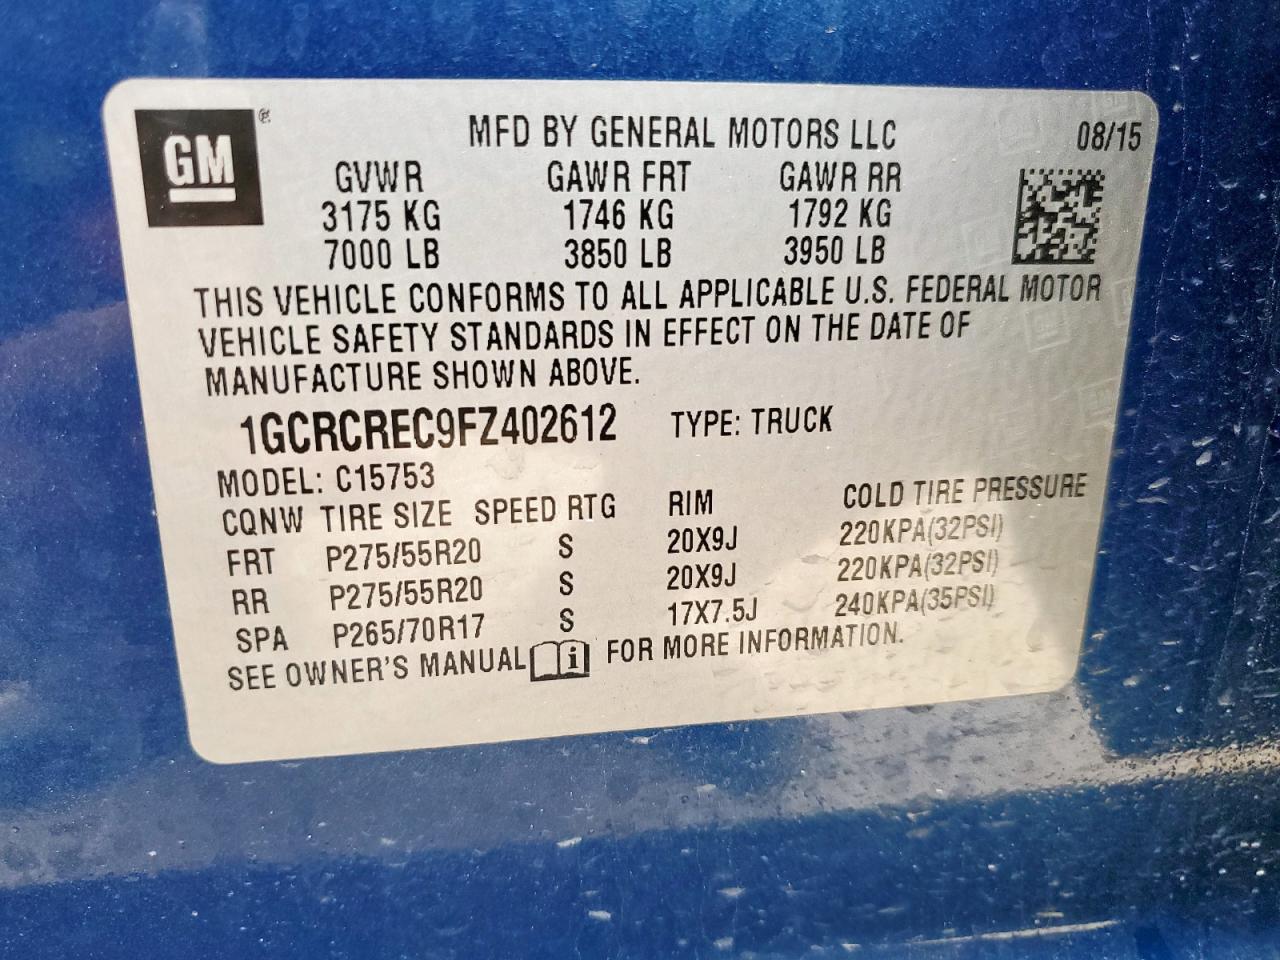 GM ®
MFD BY GENERAL MOTORS LLC 08/15
GVWR GAWR FRT GAWR RR
3175 KG 1746 KG 1792 KG
7000 LB 3850 LB 3950 LB
THIS VEHICLE CONFORMS TO ALL APPLICABLE U.S. FEDERAL MOTOR
VEHICLE SAFETY STANDARDS IN EFFECT ON THE DATE OF
MANUFACTURE SHOWN ABOVE.
1GCRCREC9FZ402612 TYPE: TRUCK
MODEL: C15753
CQNW TIRE SIZE SPEED RTG RIM COLD TIRE PRESSURE
FRT P275/55R20 S 20X9J 220KPA(32PSI)
RR P275/55R20 S 20X9J 220KPA(32PSI)
SPA P265/70R17 S 17X7.5J 240KPA(35PSI)
SEE OWNER'S MANUAL i FOR MORE INFORMATION.